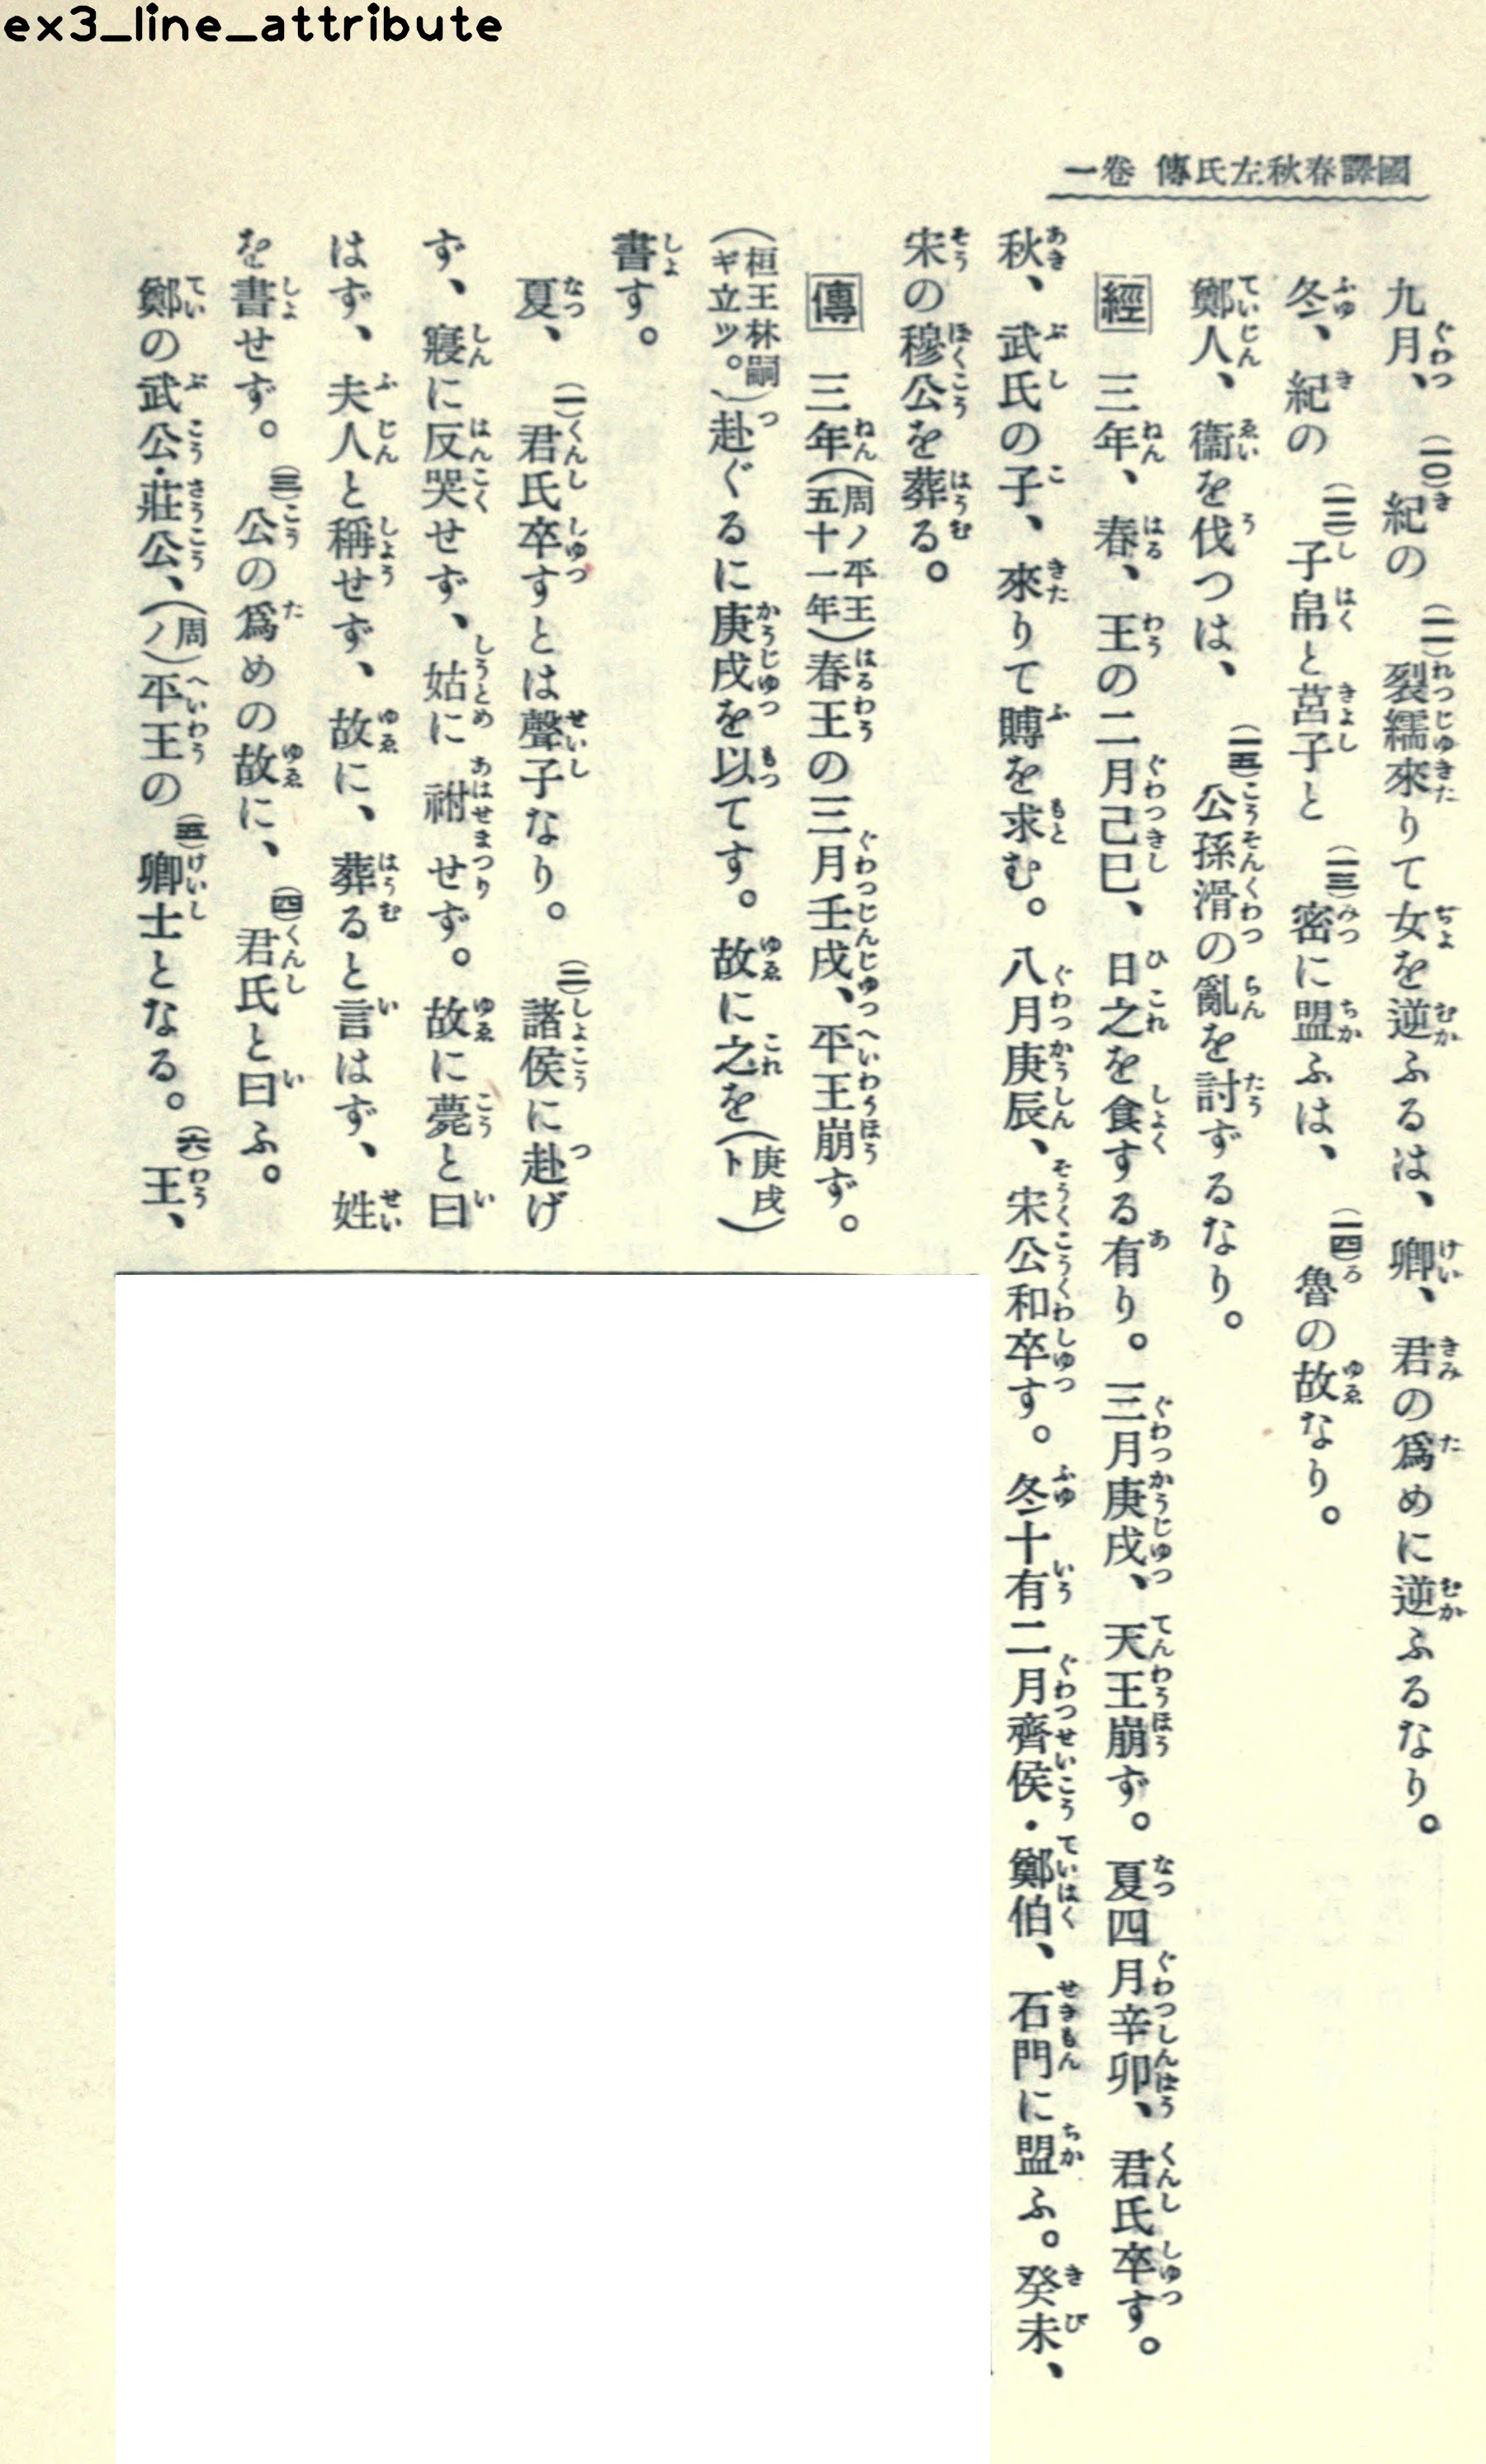 ex3_line_attribute
國譯春秋左氏傳 卷一
九月、(一〇)紀の(一一)裂繻來りて女を逆ふるは、卿、君の爲めに逆ふるなり。
冬、紀の(一二)子帛と莒子と(一三)密に盟ふは、(一四)魯の故なり。
鄭人、衞を伐つは、(一五)公孫滑の亂を討ずるなり。
經 三年、春、王の二月己巳、日之を食する有り。三月庚戌、天王崩ず。夏四月辛卯、君氏卒す。
秋、武氏の子、來りて賻を求む。八月庚辰、宋公和卒す。冬十有二月齊侯・鄭伯、石門に盟ふ。癸未、
宋の穆公を葬る。
傳 三年(周ノ平王五十一年)春王の三月壬戌、平王崩ず。
(桓王林嗣ギ立ツ。)赴ぐるに庚戌を以てす。故に之を(庚戌ト)
書す。
夏、(一)君氏卒すとは聲子なり。(二)諸侯に赴げ
ず、寢に反哭せず、姑に祔せず。故に薨と曰
はず、夫人と稱せず、故に、葬ると言はず、姓
を書せず。(三)公の爲めの故に、(四)君氏と曰ふ。
鄭の武公・莊公、(周ノ)平王の(五)卿士となる。(六)王、